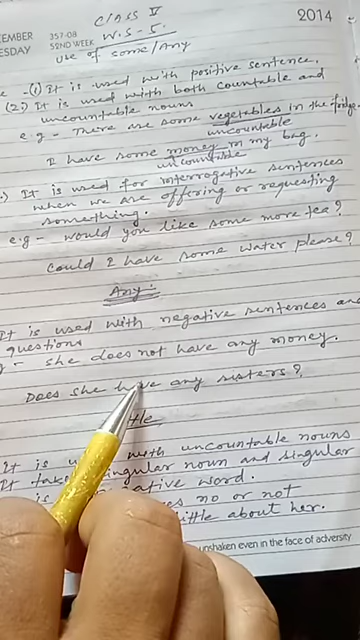 CLASS V
2014
EMBER 357-08
ESDAY 52ND WEEK W.S-5.
Use of some/Any
(1) It is used with positive sentence.
(2) It is used with both countable and
uncountable nouns
e.g - There are some vegetables in the fridge.
uncountable
I have some money in my bag.
uncountable
It is used for interrogative sentences
when we are offering or requesting
something.
e.g - would you like some more tea?
Could I have some water please?
Any:
It is used with negative sentences and
questions
she does not have any money.
Does she have any sisters?
ttle
It is with uncountable nouns
It singular noun and singular
ative word.
no or not
little about her.
unshaken even in the face of adversity